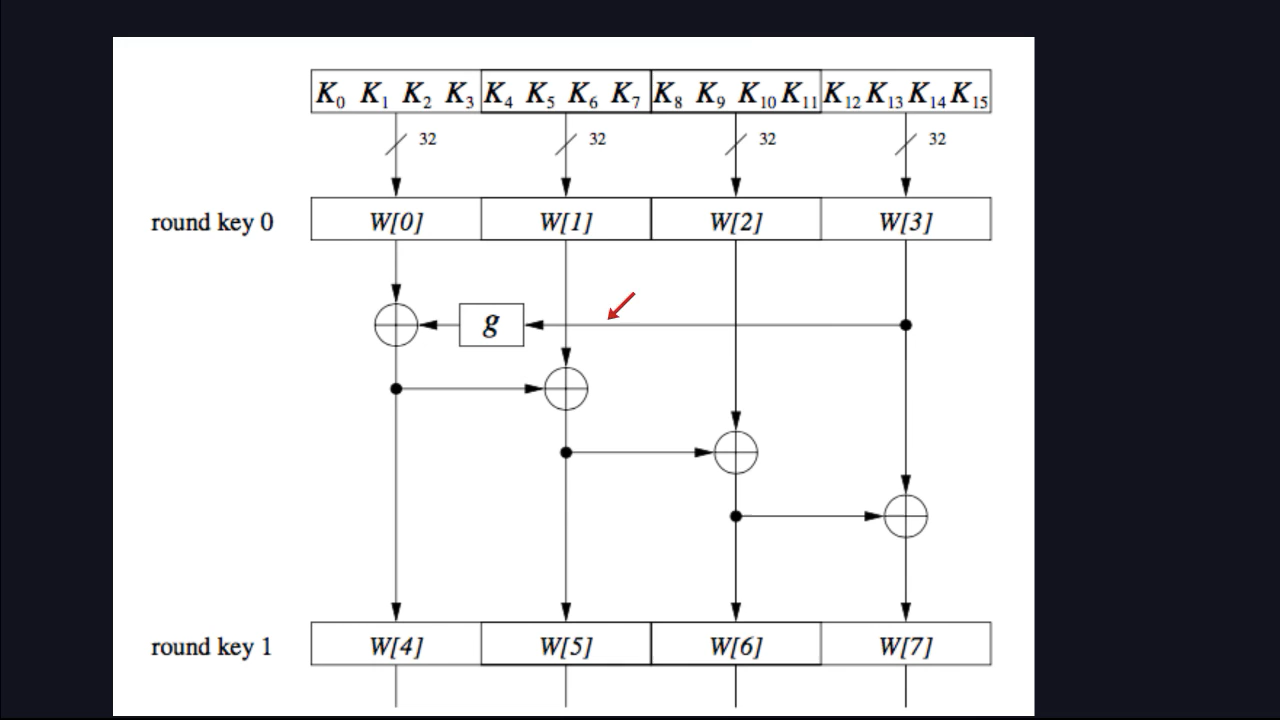 K₀ K₁ K₂ K₃ K₄ K₅ K₆ K₇ K₈ K₉ K₁₀ K₁₁ K₁₂ K₁₃ K₁₄ K₁₅
32 32 32 32
round key 0 W[0] W[1] W[2] W[3]
g
round key 1 W[4] W[5] W[6] W[7]